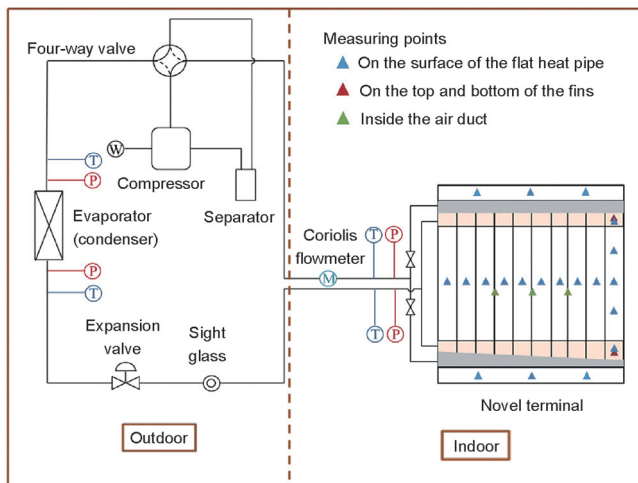 Four-way valve
Measuring points
On the surface of the flat heat pipe
On the top and bottom of the fins
Inside the air duct
T
W
P
Compressor
Separator
Evaporator
(condenser)
Coriolis
flowmeter
T
P
M
P
T
T
P
Expansion
valve
Sight
glass
Novel terminal
Outdoor
Indoor